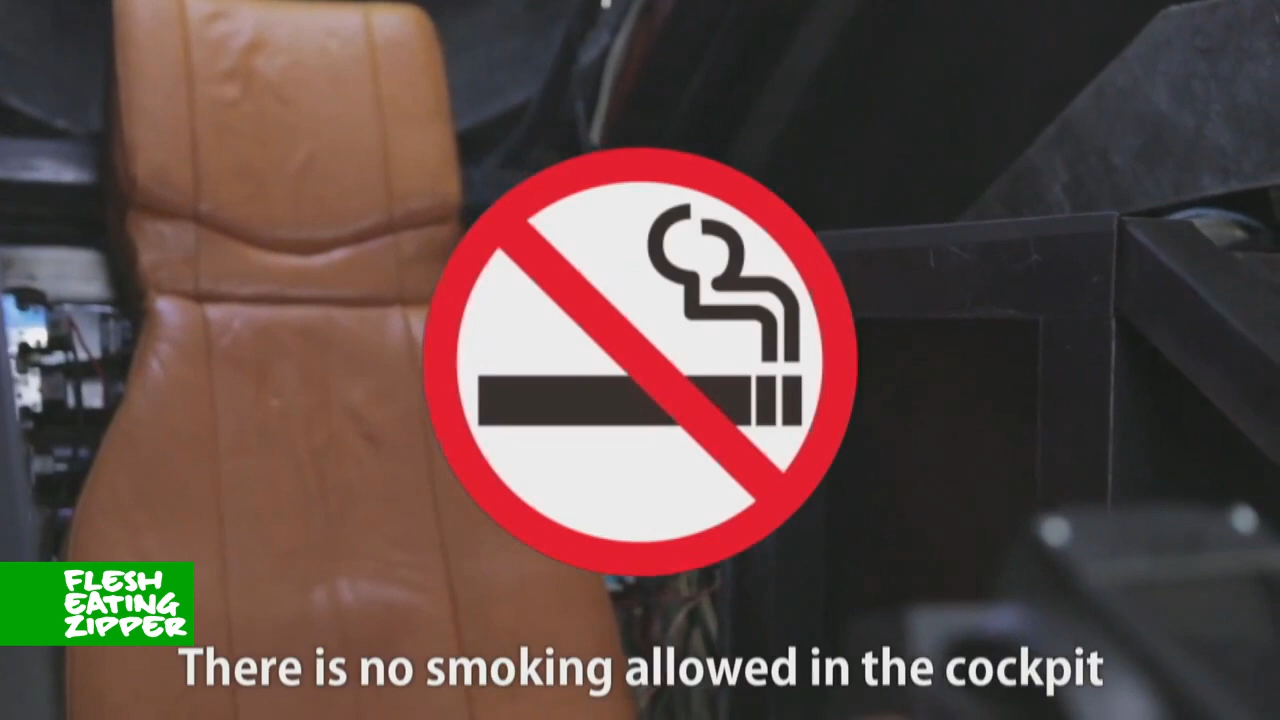 FLESH
EATING
ZIPPER
There is no smoking allowed in the cockpit